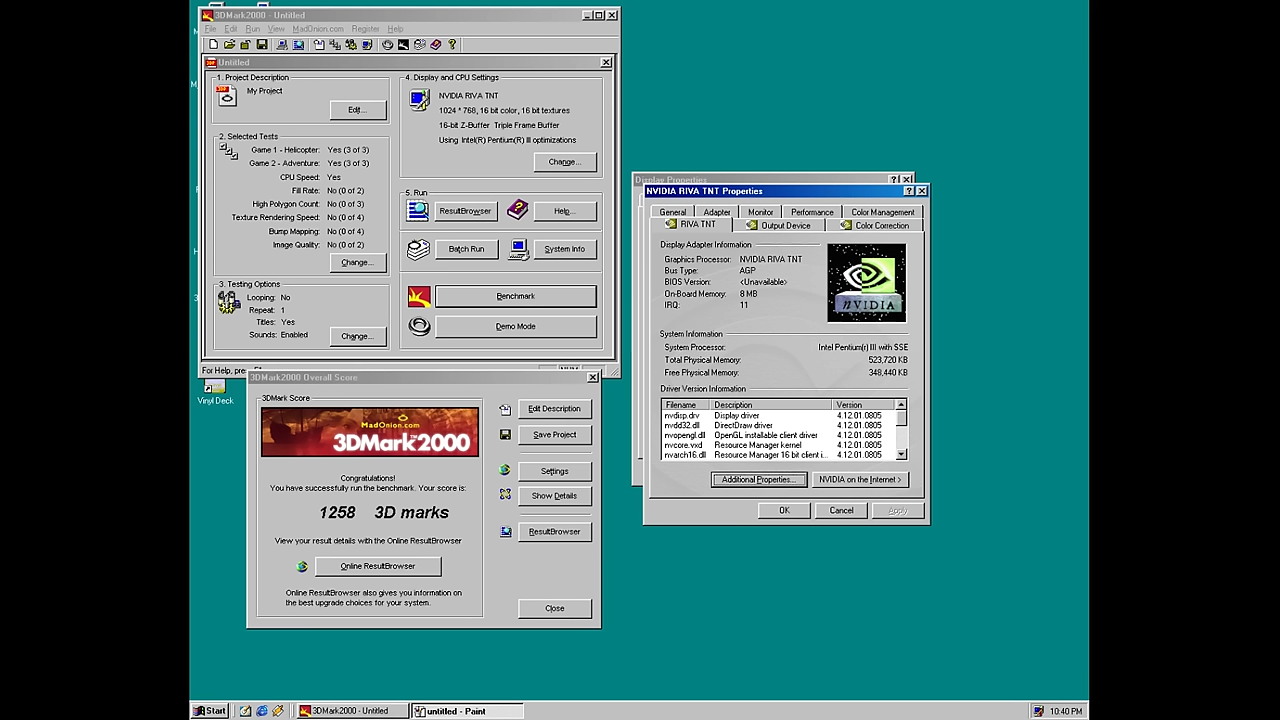 3DMark2000 - Untitled
File Edit Run View MadOnion.com Register Help
Untitled
1. Project Description
My Project
Edit...
2. Selected Tests
Game 1 - Helicopter: Yes (3 of 3)
Game 2 - Adventure: Yes (3 of 3)
CPU Speed: Yes
Fill Rate: No (0 of 2)
High Polygon Count: No (0 of 3)
Texture Rendering Speed: No (0 of 4)
Bump Mapping: No (0 of 4)
Image Quality: No (0 of 2)
Change...
3. Testing Options
Looping: No
Repeat: 1
Titles: Yes
Sounds: Enabled
Change...
4. Display and CPU Settings
NVIDIA RIVA TNT
1024 * 768, 16 bit color, 16 bit textures
16-bit Z-Buffer Triple Frame Buffer
Using Intel(R) Pentium(R) III optimizations
Change...
5. Run
ResultBrowser
Help...
Batch Run
System Info
Benchmark
Demo Mode
For Help, pre
Vinyl Deck
3DMark2000 Overall Score
3DMark Score
MadOnion.com
3DMark2000
Congratulations!
You have successfully run the benchmark. Your score is:
1258 3D marks
View your result details with the Online ResultBrowser
Online ResultBrowser
Online ResultBrowser also gives you information on
the best upgrade choices for your system.
Edit Description
Save Project
Settings
Show Details
ResultBrowser
Close
Display Properties
NVIDIA RIVA TNT Properties
General Adapter Monitor Performance Color Management
RIVA TNT Output Device Color Correction
Display Adapter Information
Graphics Processor: NVIDIA RIVA TNT
Bus Type: AGP
BIOS Version: <Unavailable>
On-Board Memory: 8 MB
IRQ: 11
nVIDIA
System Information
System Processor: Intel Pentium(r) III with SSE
Total Physical Memory: 523,720 KB
Free Physical Memory: 348,440 KB
Driver Version Information
Filename Description Version
nvdisp.drv Display driver 4.12.01.0805
nvdd32.dll DirectDraw driver 4.12.01.0805
nvopengl.dll OpenGL installable client driver 4.12.01.0805
nvcore.vxd Resource Manager kernel 4.12.01.0805
nvarch16.dll Resource Manager 16 bit client i... 4.12.01.0805
Additional Properties...
NVIDIA on the Internet >
OK
Cancel
Apply
Start
3DMark2000 - Untitled
untitled - Paint
10:40 PM